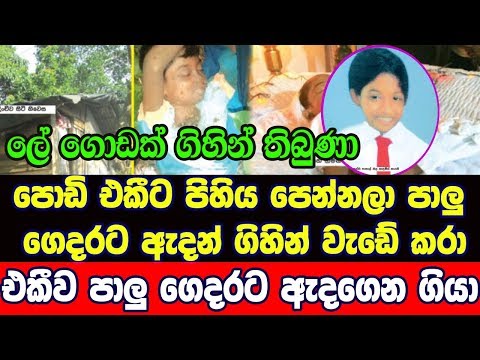 ලේ ගොඩක් ගිහින් තිබුණා
පොඩි එකීට පිහිය පෙන්නලා පාලු
ගෙදරට ඇදන් ගිහින් වැඩේ කරා
එකීව පාලු ගෙදරට ඇදගෙන ගියා